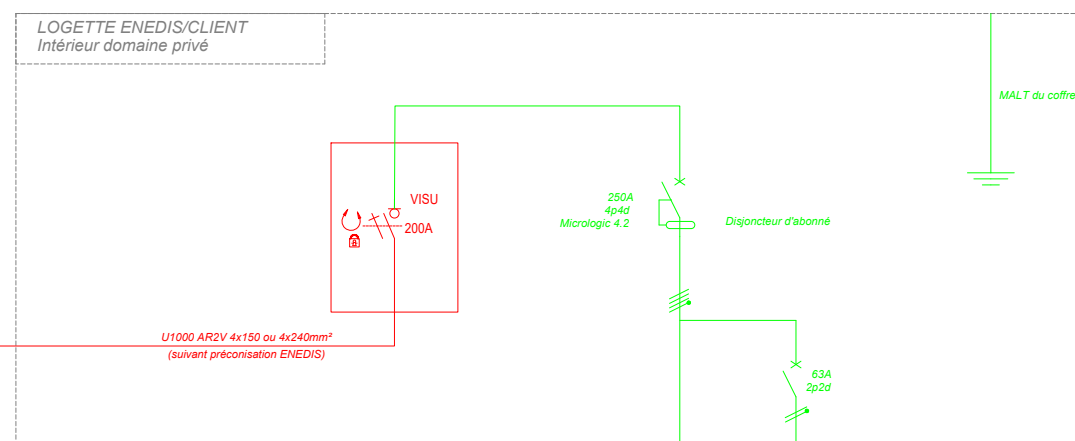 LOGETTE ENEDIS/CLIENT
Intérieur domaine privé
MALT du coffre
VISU
200A
250A
4p4d
Micrologic 4.2
Disjoncteur d'abonné
U1000 AR2V 4x150 ou 4x240mm²
(suivant préconisation ENEDIS)
63A
2p2d